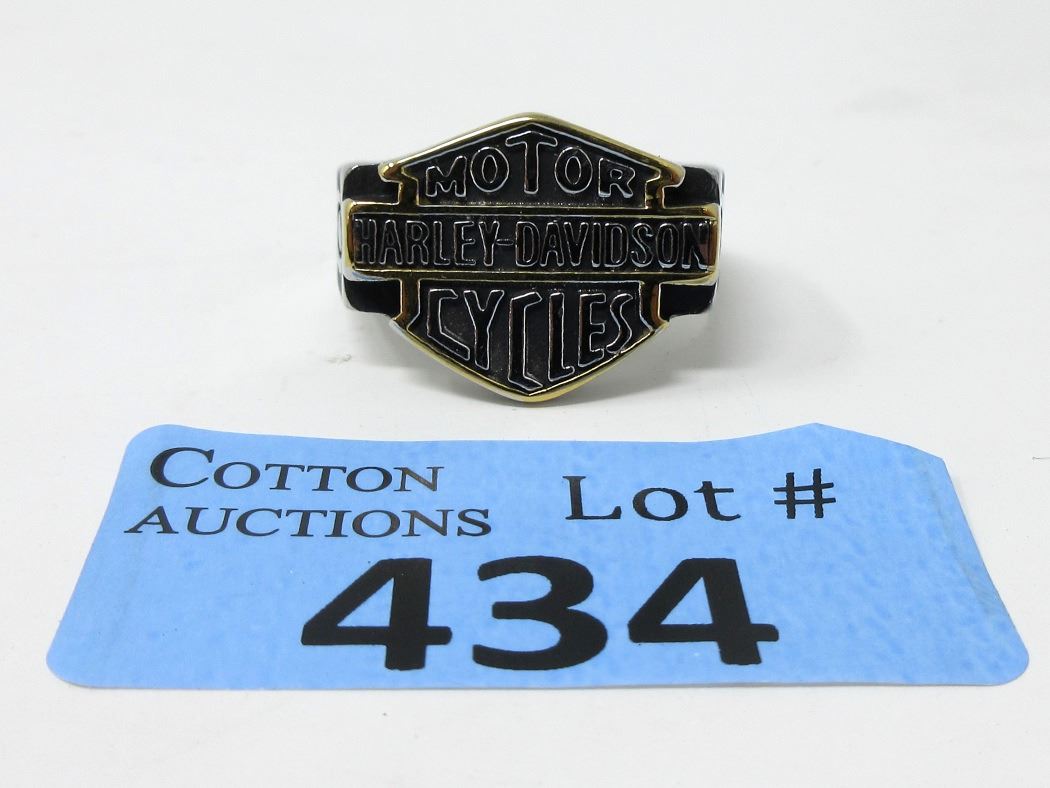 MOTOR
HARLEY-DAVIDSON
CYCLES
COTTON
AUCTIONS
Lot #
434